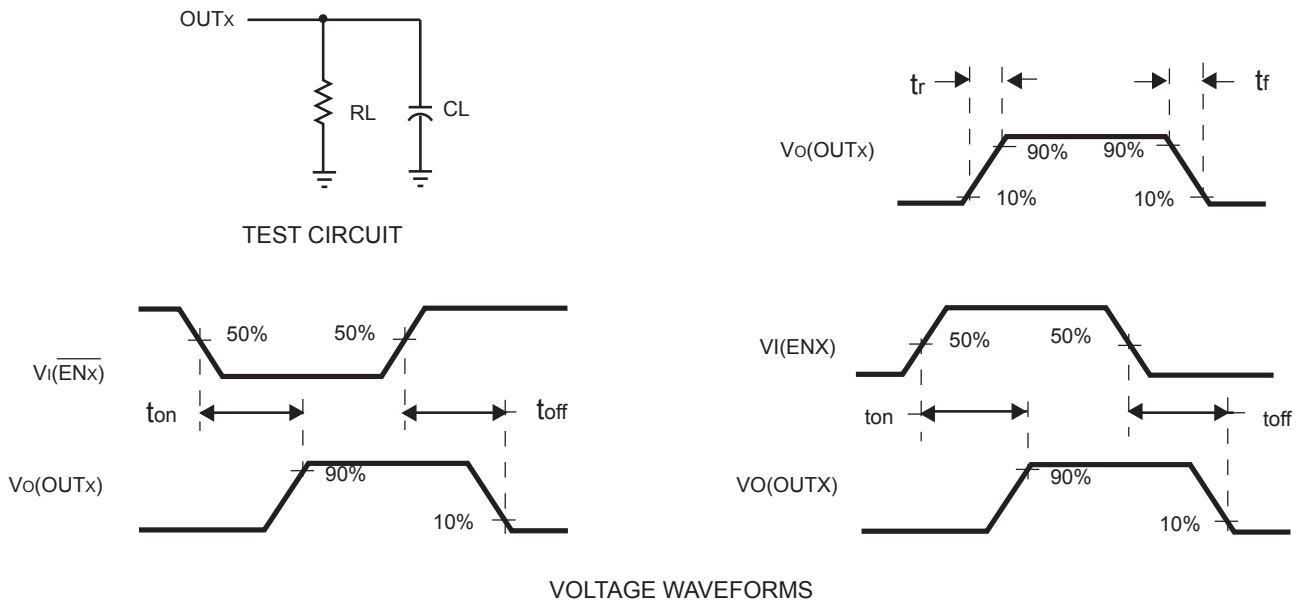 OUTx
RL
CL
TEST CIRCUIT
tr
tf
VO(OUTx)
90%
90%
10%
10%
50%
50%
VI(ENx)
ton
toff
VO(OUTx)
90%
10%
50%
50%
VI(ENX)
ton
toff
VO(OUTX)
90%
10%
VOLTAGE WAVEFORMS